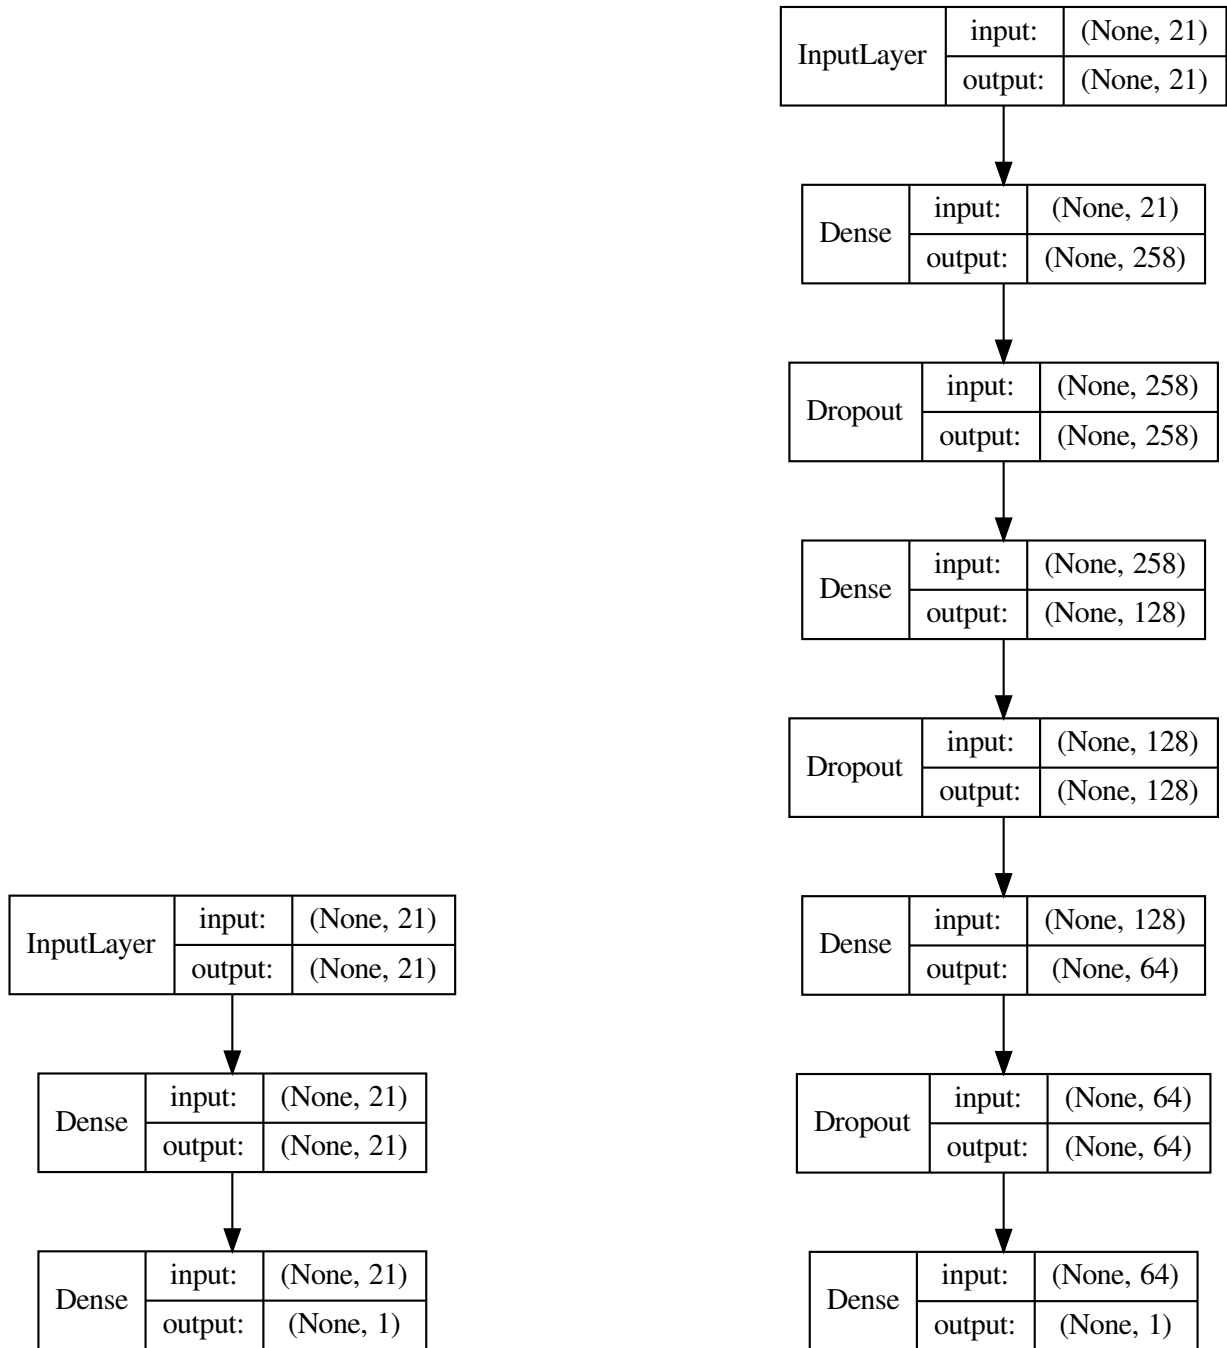 InputLayer
input: (None, 21)
output: (None, 21)
Dense
input: (None, 21)
output: (None, 21)
Dense
input: (None, 21)
output: (None, 1)
InputLayer
input: (None, 21)
output: (None, 21)
Dense
input: (None, 21)
output: (None, 258)
Dropout
input: (None, 258)
output: (None, 258)
Dense
input: (None, 258)
output: (None, 128)
Dropout
input: (None, 128)
output: (None, 128)
Dense
input: (None, 128)
output: (None, 64)
Dropout
input: (None, 64)
output: (None, 64)
Dense
input: (None, 64)
output: (None, 1)